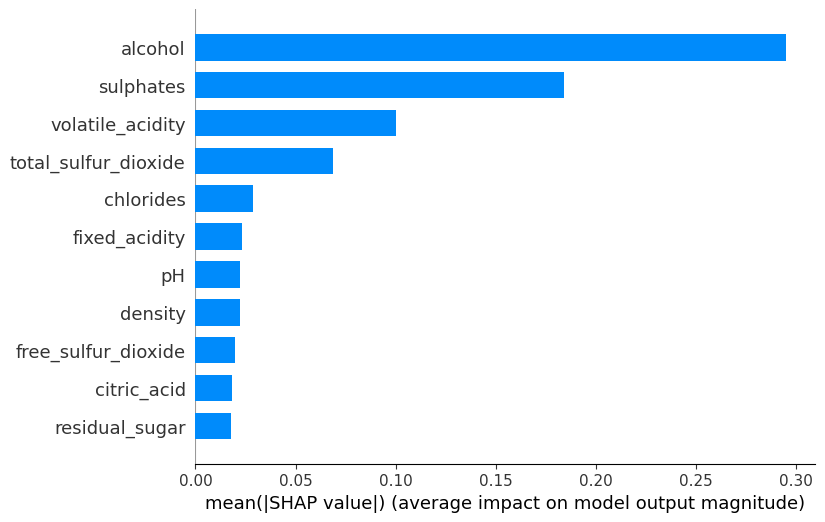 alcohol
sulphates
volatile_acidity
total_sulfur_dioxide
chlorides
fixed_acidity
pH
density
free_sulfur_dioxide
citric_acid
residual_sugar
0.00 0.05 0.10 0.15 0.20 0.25 0.30
mean(|SHAP value|) (average impact on model output magnitude)